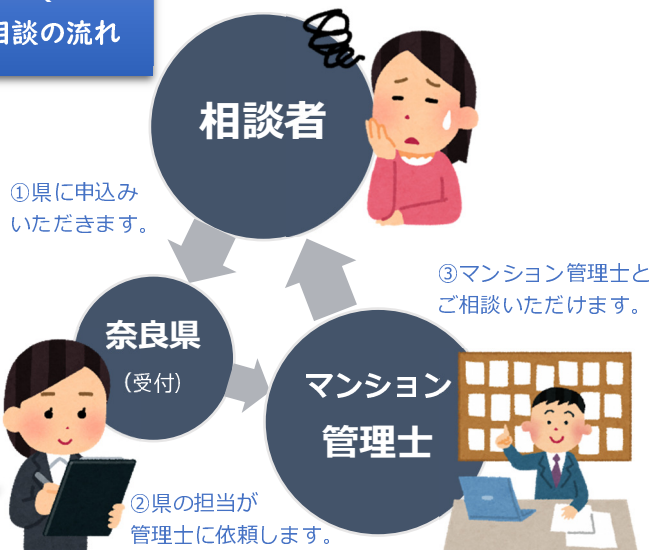 相談の流れ
相談者
①県に申込み
いただきます。
③マンション管理士と
ご相談いただけます。
奈良県
（受付）
マンション
管理士
②県の担当が
管理士に依頼します。